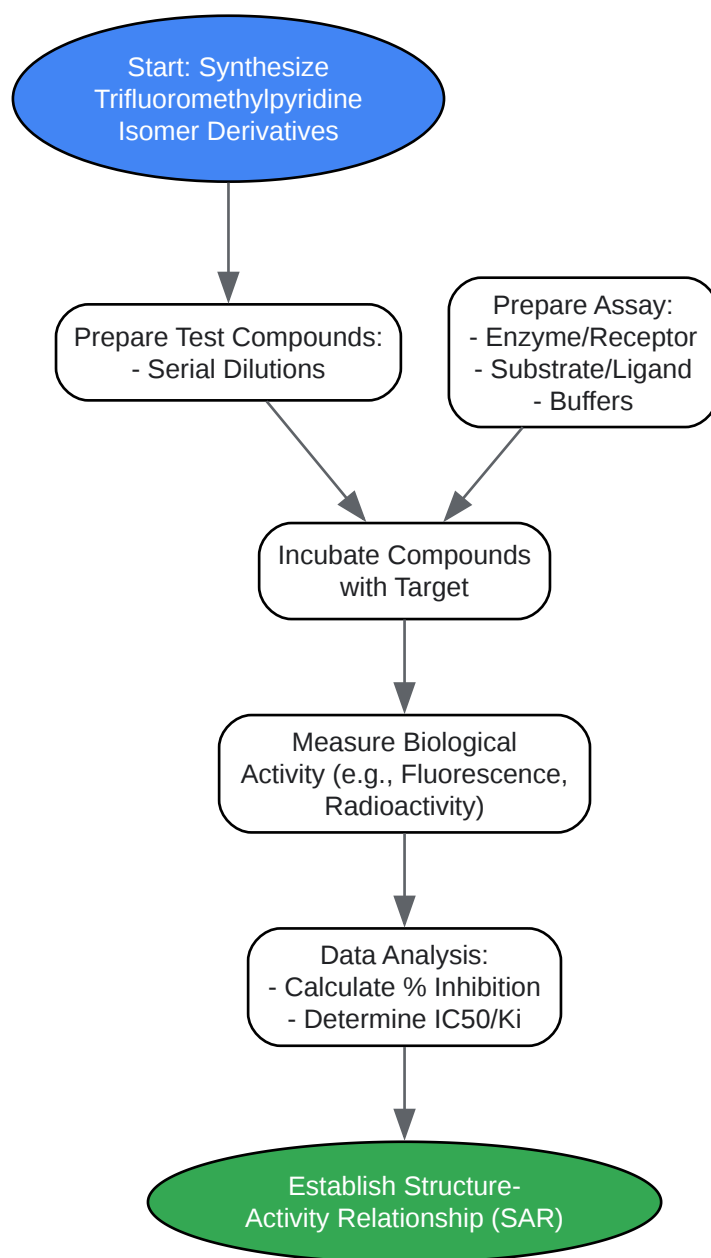 Start: Synthesize
Trifluoromethylpyridine
Isomer Derivatives
Prepare Test Compounds:
- Serial Dilutions
Prepare Assay:
- Enzyme/Receptor
- Substrate/Ligand
- Buffers
Incubate Compounds
with Target
Measure Biological
Activity (e.g., Fluorescence,
Radioactivity)
Data Analysis:
- Calculate % Inhibition
- Determine IC50/Ki
Establish Structure-
Activity Relationship (SAR)